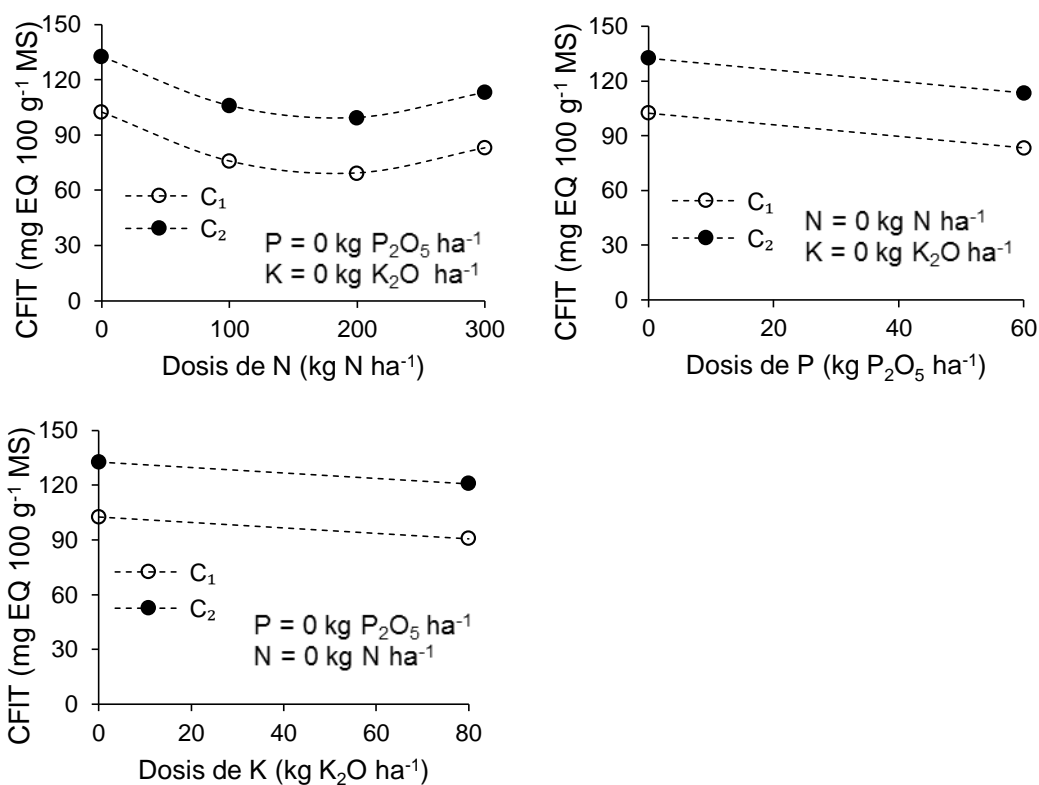 150
120
90
60
30
0
CFIT (mg EQ 100 g⁻¹ MS)
C₁
C₂
P = 0 kg P₂O₅ ha⁻¹
K = 0 kg K₂O ha⁻¹
0 100 200 300
Dosis de N (kg N ha⁻¹)
150
120
90
60
30
0
CFIT (mg EQ 100 g⁻¹ MS)
C₁
C₂
N = 0 kg N ha⁻¹
K = 0 kg K₂O ha⁻¹
0 20 40 60
Dosis de P (kg P₂O₅ ha⁻¹)
150
120
90
60
30
0
CFIT (mg EQ 100 g⁻¹ MS)
C₁
C₂
P = 0 kg P₂O₅ ha⁻¹
N = 0 kg N ha⁻¹
0 20 40 60 80
Dosis de K (kg K₂O ha⁻¹)